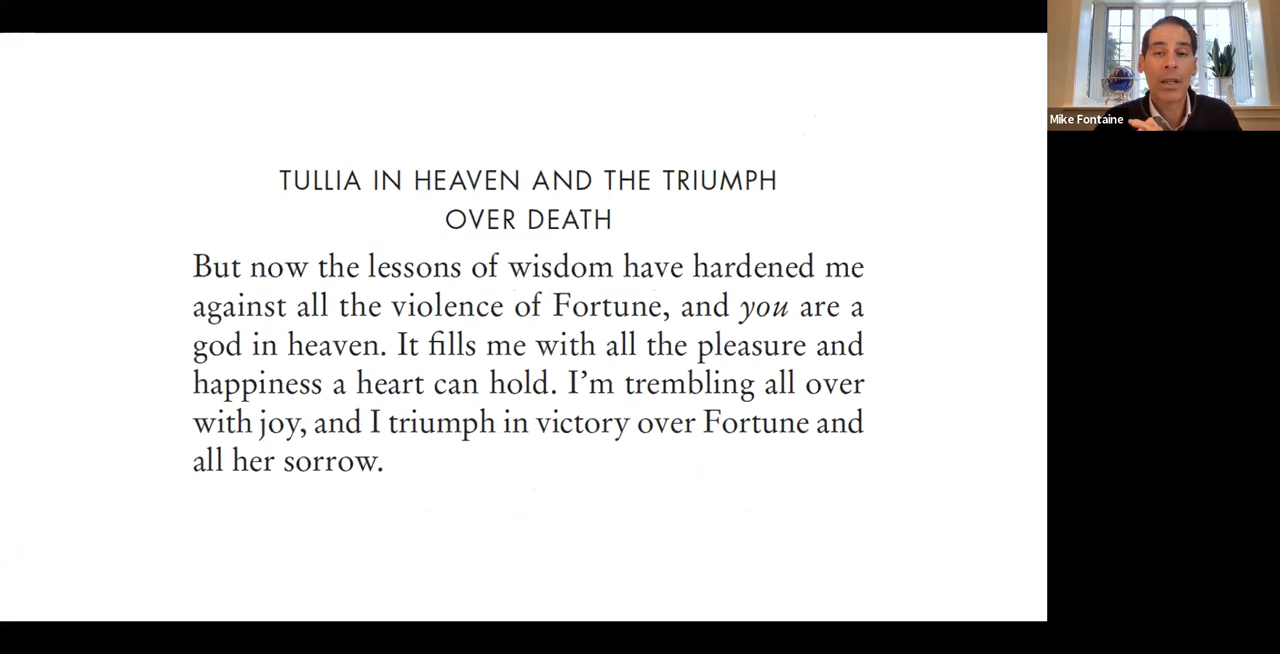 TULLIA IN HEAVEN AND THE TRIUMPH
OVER DEATH
But now the lessons of wisdom have hardened me
against all the violence of Fortune, and you are a
god in heaven. It fills me with all the pleasure and
happiness a heart can hold. I’m trembling all over
with joy, and I triumph in victory over Fortune and
all her sorrow.
Mike Fontaine